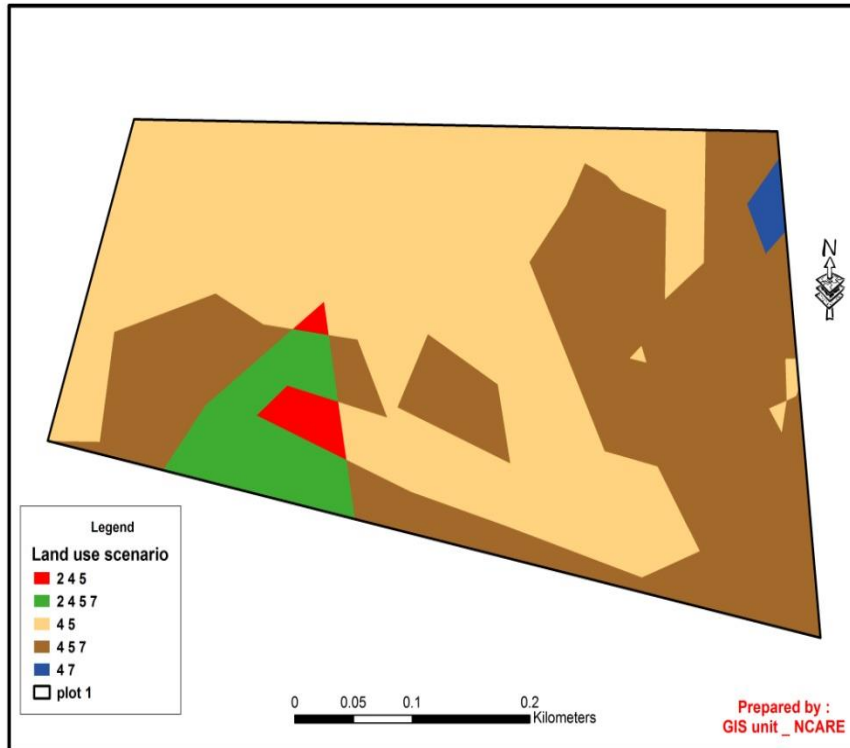 N
Legend
Land use scenario
2 4 5
2 4 5 7
4 5
4 5 7
4 7
plot 1
0 0.05 0.1 0.2
Kilometers
Prepared by :
GIS unit _ NCARE